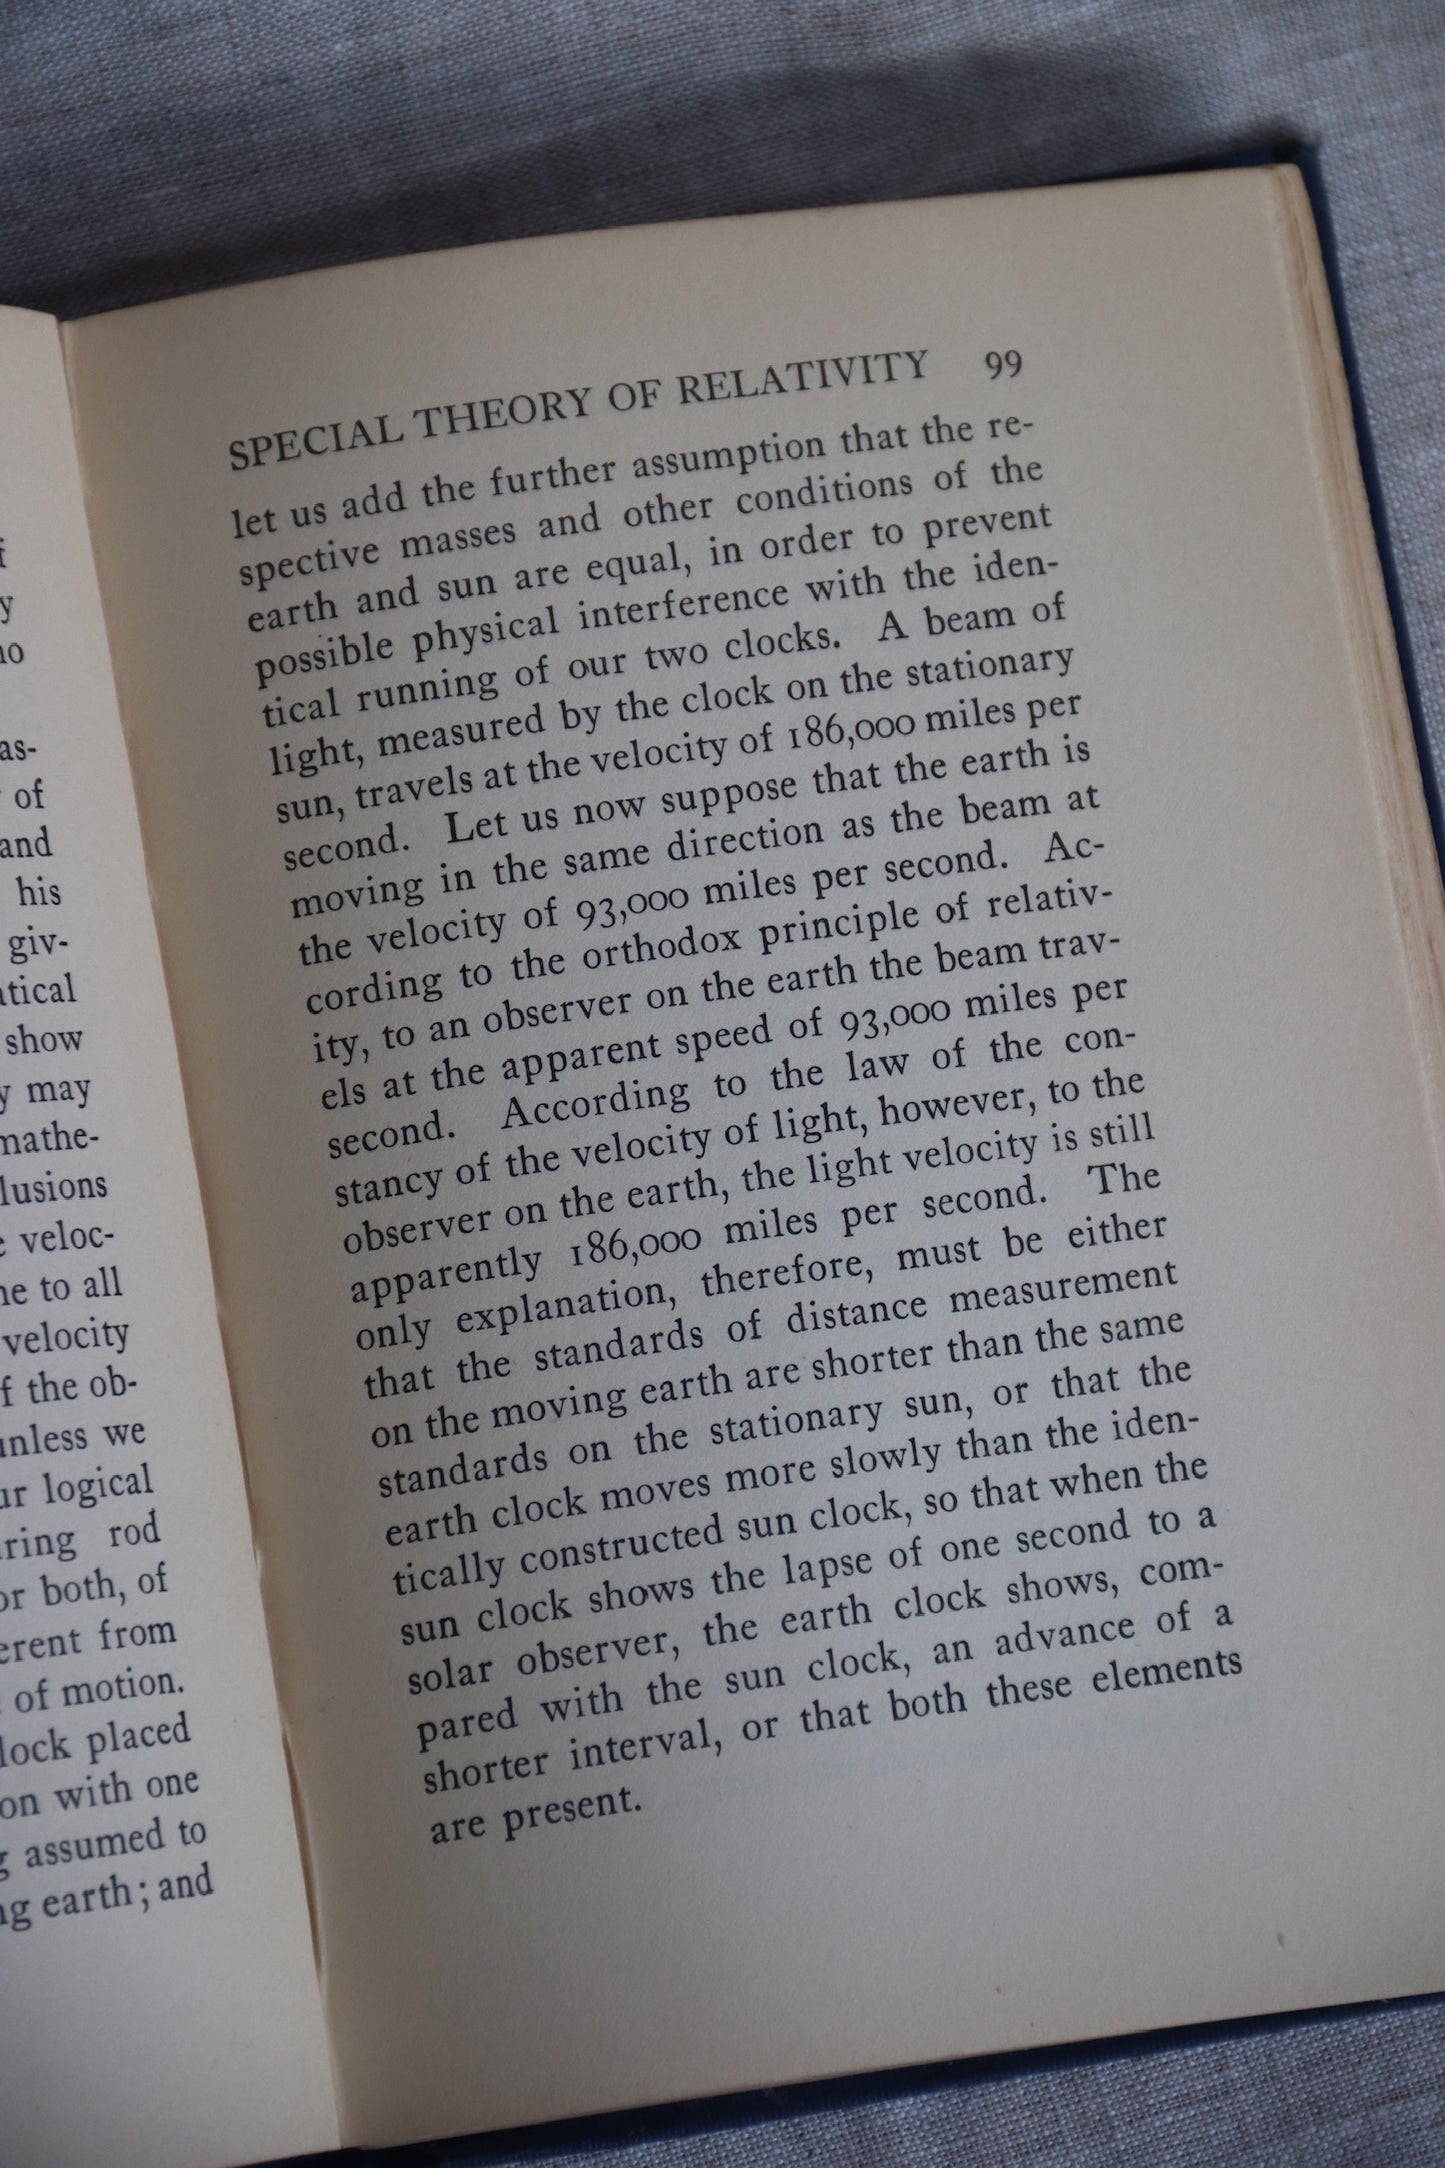 as-
of
and
his
giv-
show
may
mathe-
lusions
veloc-
to all
velocity
the ob-
unless we
logical
rod
or both, of
from
of motion.
lock placed
on with one
assumed to
earth; and
SPECIAL THEORY OF RELATIVITY 99
let us add the further assumption that the re-
spective masses and other conditions of the
earth and sun are equal, in order to prevent
possible physical interference with the iden-
tical running of our two clocks. A beam of
light, measured by the clock on the stationary
sun, travels at the velocity of 186,000 miles per
second. Let us now suppose that the earth is
moving in the same direction as the beam at
the velocity of 93,000 miles per second. Ac-
cording to the orthodox principle of relativ-
ity, to an observer on the earth the beam trav-
els at the apparent speed of 93,000 miles per
second. According to the law of the con-
stancy of the velocity of light, however, to the
observer on the earth, the light velocity is still
apparently 186,000 miles per second. The
only explanation, therefore, must be either
that the standards of distance measurement
on the moving earth are shorter than the same
standards on the stationary sun, or that the
earth clock moves more slowly than the iden-
tically constructed sun clock, so that when the
sun clock shows the lapse of one second to a
solar observer, the earth clock shows, com-
pared with the sun clock, an advance of a
shorter interval, or that both these elements
are present.